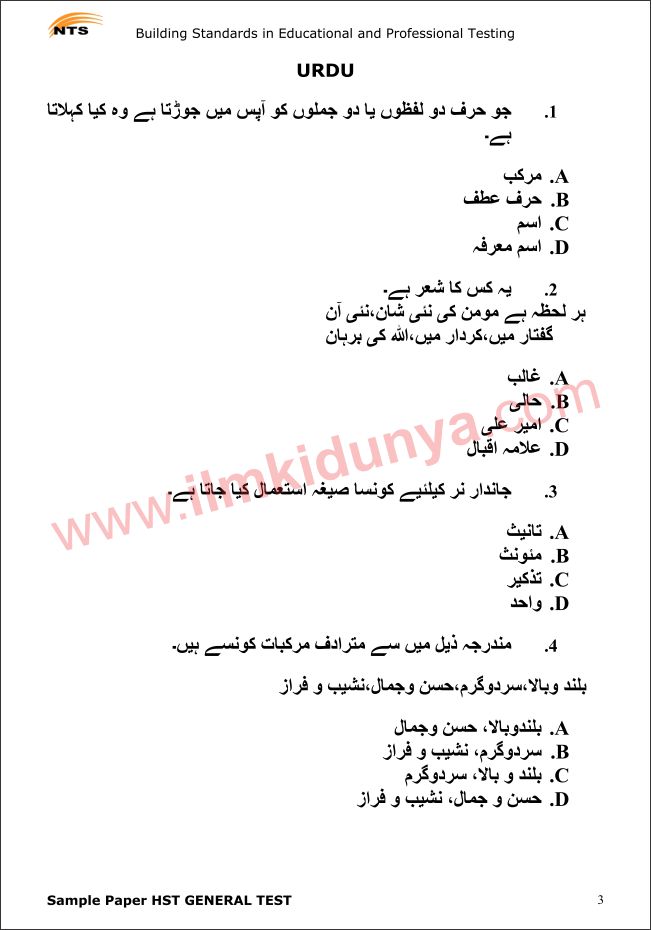 NTS
Building Standards in Educational and Professional Testing
URDU
1. جو حرف دو لفظوں یا دو جملوں کو آپس میں جوڑتا ہے وہ کیا کہلاتا
ہے۔
A. مرکب
B. حرف عطف
C. اسم
D. اسم معرفہ
2. یہ کس کا شعر ہے۔
ہر لحظہ ہے مومن کی نئی شان،نئی آن
گفتار میں،کردار میں،اللہ کی برہان
A. غالب
B. حالی
C. امیر علی
D. علامہ اقبال
www.ilmkidunya.com
3. جاندار نر کیلئیے کونسا صیغہ استعمال کیا جاتا ہے۔
A. تانیث
B. مئونث
C. تذکیر
D. واحد
4. مندرجہ ذیل میں سے مترادف مرکبات کونسے ہیں۔
بلند وبالا،سردوگرم،حسن وجمال،نشیب و فراز
A. بلندوبالا، حسن وجمال
B. سردوگرم، نشیب و فراز
C. بلند و بالا، سردوگرم
D. حسن و جمال، نشیب و فراز
Sample Paper HST GENERAL TEST 3